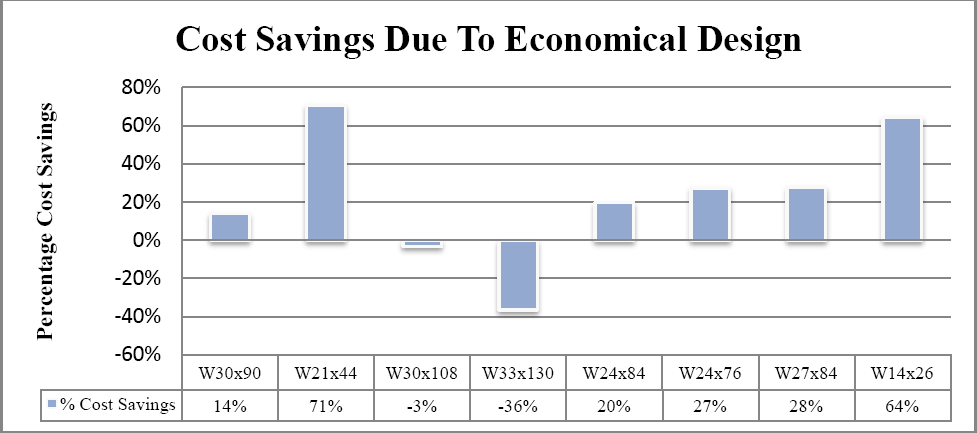 Cost Savings Due To Economical Design
Percentage Cost Savings
80%
60%
40%
20%
0%
-20%
-40%
-60%
W30x90 W21x44 W30x108 W33x130 W24x84 W24x76 W27x84 W14x26
% Cost Savings 14% 71% -3% -36% 20% 27% 28% 64%